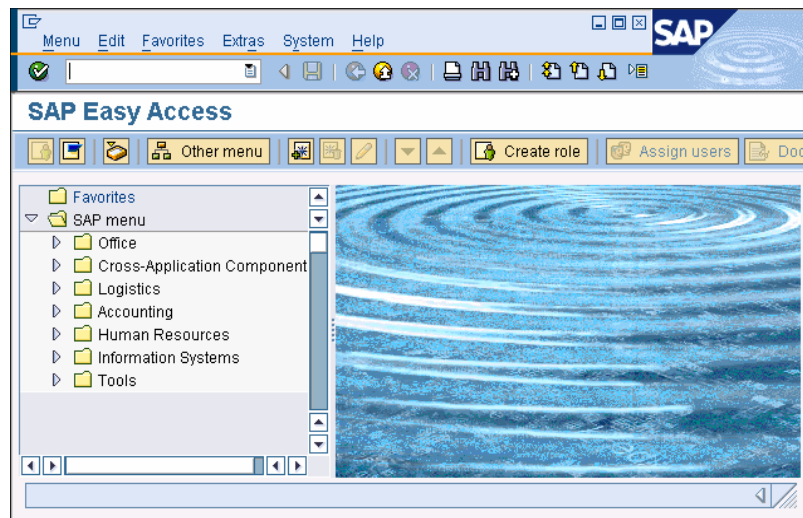 Menu Edit Favorites Extras System Help
SAP
SAP Easy Access
Other menu Create role Assign users Doc
Favorites
SAP menu
Office
Cross-Application Component
Logistics
Accounting
Human Resources
Information Systems
Tools